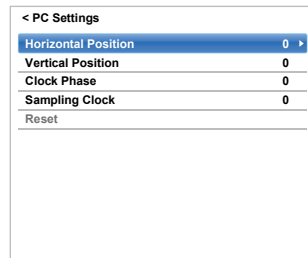 < PC Settings
Horizontal Position 0
Vertical Position 0
Clock Phase 0
Sampling Clock 0
Reset